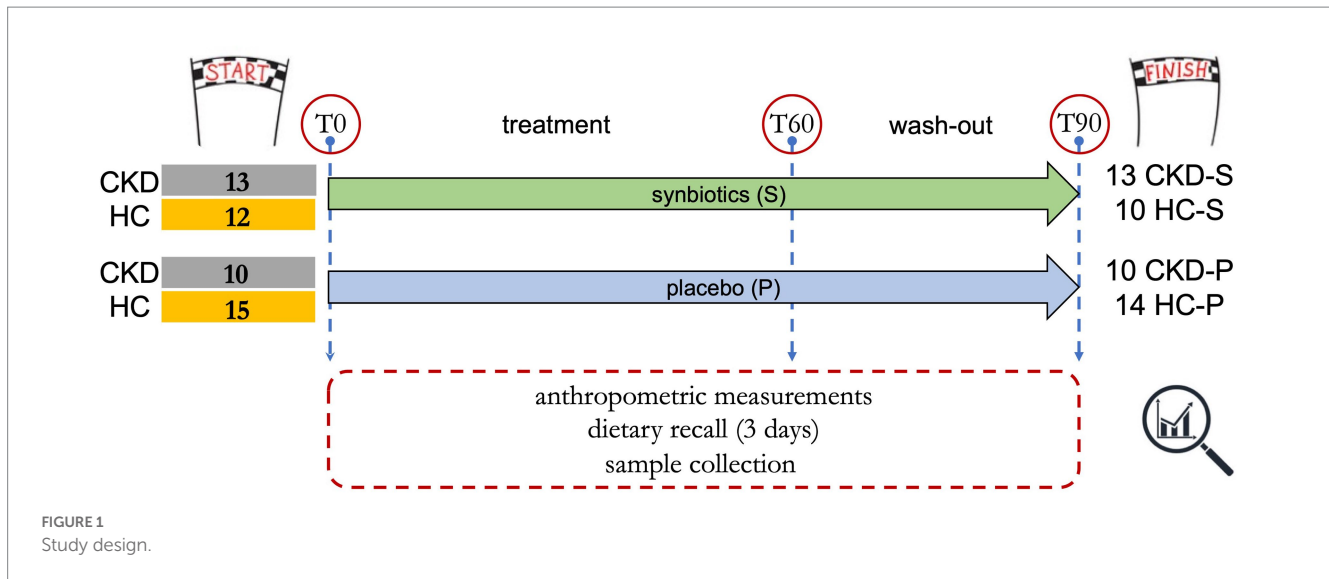 START
FINISH
T0
treatment
T60
wash-out
T90
CKD
13
HC
12
synbiotics (S)
13 CKD-S
10 HC-S
CKD
10
HC
15
placebo (P)
10 CKD-P
14 HC-P
anthropometric measurements
dietary recall (3 days)
sample collection
FIGURE 1
Study design.